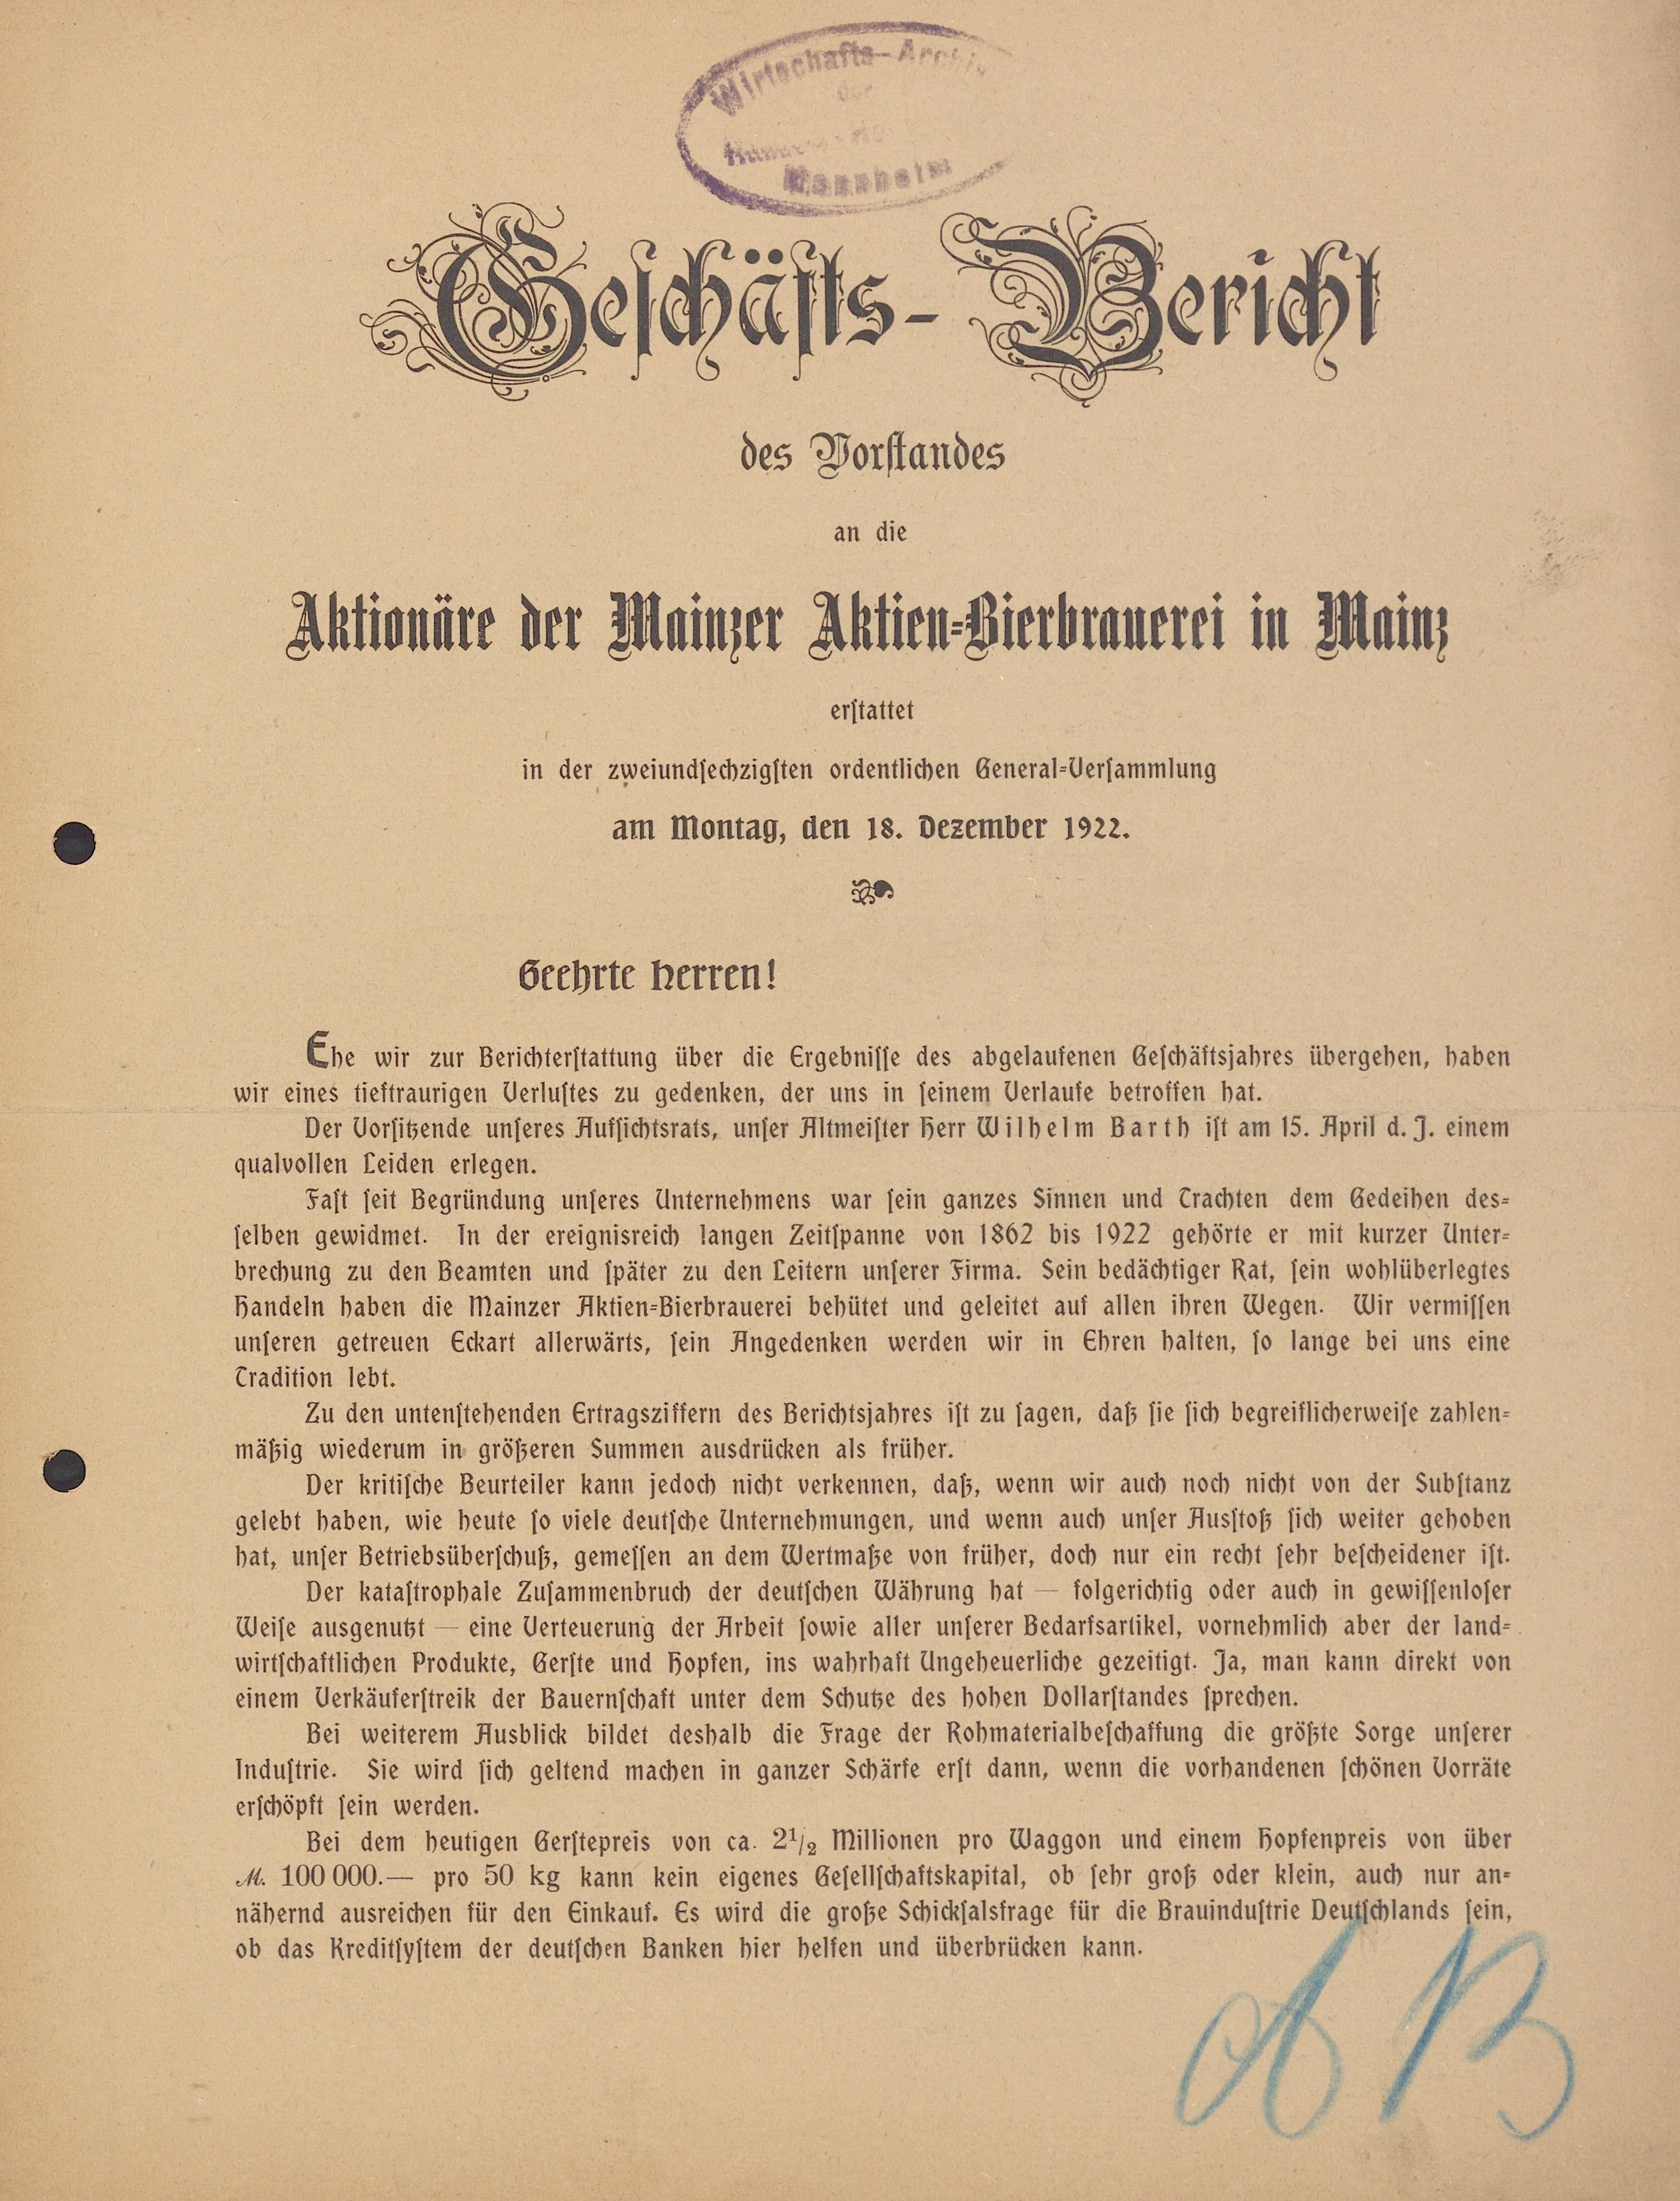 Wirtschafts-Archiv
der
Mannheim
Geſchäfts-Bericht
des Vorſtandes
an die
Aktionäre der Mainzer Aktien=Bierbrauerei in Mainz
erſtattet
in der zweiundſechzigſten ordentlichen General=Verſammlung
am Montag, den 18. Dezember 1922.
Geehrte Herren!
Ehe wir zur Berichterſtattung über die Ergebniſſe des abgelaufenen Geſchäftsjahres übergehen, haben
wir eines tieftraurigen Verluſtes zu gedenken, der uns in ſeinem Verlaufe betroffen hat.
Der Vorſitzende unſeres Aufſichtsrats, unſer Altmeiſter Herr Wilhelm Barth iſt am 15. April d. J. einem
qualvollen Leiden erlegen.
Faſt ſeit Begründung unſeres Unternehmens war ſein ganzes Sinnen und Trachten dem Gedeihen des=
ſelben gewidmet. In der ereignisreich langen Zeitſpanne von 1862 bis 1922 gehörte er mit kurzer Unter=
brechung zu den Beamten und ſpäter zu den Leitern unſerer Firma. Sein bedächtiger Rat, ſein wohlüberlegtes
Handeln haben die Mainzer Aktien=Bierbrauerei behütet und geleitet auf allen ihren Wegen. Wir vermiſſen
unſeren getreuen Eckart allerwärts, ſein Angedenken werden wir in Ehren halten, ſo lange bei uns eine
Tradition lebt.
Zu den untenſtehenden Ertragsziffern des Berichtsjahres iſt zu ſagen, daß ſie ſich begreiflicherweiſe zahlen=
mäßig wiederum in größeren Summen ausdrücken als früher.
Der kritiſche Beurteiler kann jedoch nicht verkennen, daß, wenn wir auch noch nicht von der Subſtanz
gelebt haben, wie heute ſo viele deutſche Unternehmungen, und wenn auch unſer Ausſtoß ſich weiter gehoben
hat, unſer Betriebsüberſchuß, gemeſſen an dem Wertmaße von früher, doch nur ein recht ſehr beſcheidener iſt.
Der kataſtrophale Zuſammenbruch der deutſchen Währung hat — folgerichtig oder auch in gewiſſenloſer
Weiſe ausgenutzt — eine Verteuerung der Arbeit ſowie aller unſerer Bedarfsartikel, vornehmlich aber der land=
wirtſchaftlichen Produkte, Gerſte und Hopfen, ins wahrhaft Ungeheuerliche gezeitigt. Ja, man kann direkt von
einem Verkäuferſtreik der Bauernſchaft unter dem Schutze des hohen Dollarſtandes ſprechen.
Bei weiterem Ausblick bildet deshalb die Frage der Rohmaterialbeſchaffung die größte Sorge unſerer
Induſtrie. Sie wird ſich geltend machen in ganzer Schärfe erſt dann, wenn die vorhandenen ſchönen Vorräte
erſchöpft ſein werden.
Bei dem heutigen Gerſtepreis von ca. 2½ Millionen pro Waggon und einem Hopfenpreis von über
M. 100 000.— pro 50 kg kann kein eigenes Geſellſchaftskapital, ob ſehr groß oder klein, auch nur an=
nähernd ausreichen für den Einkauf. Es wird die große Schickſalsfrage für die Brauinduſtrie Deutſchlands ſein,
ob das Kreditſyſtem der deutſchen Banken hier helfen und überbrücken kann.